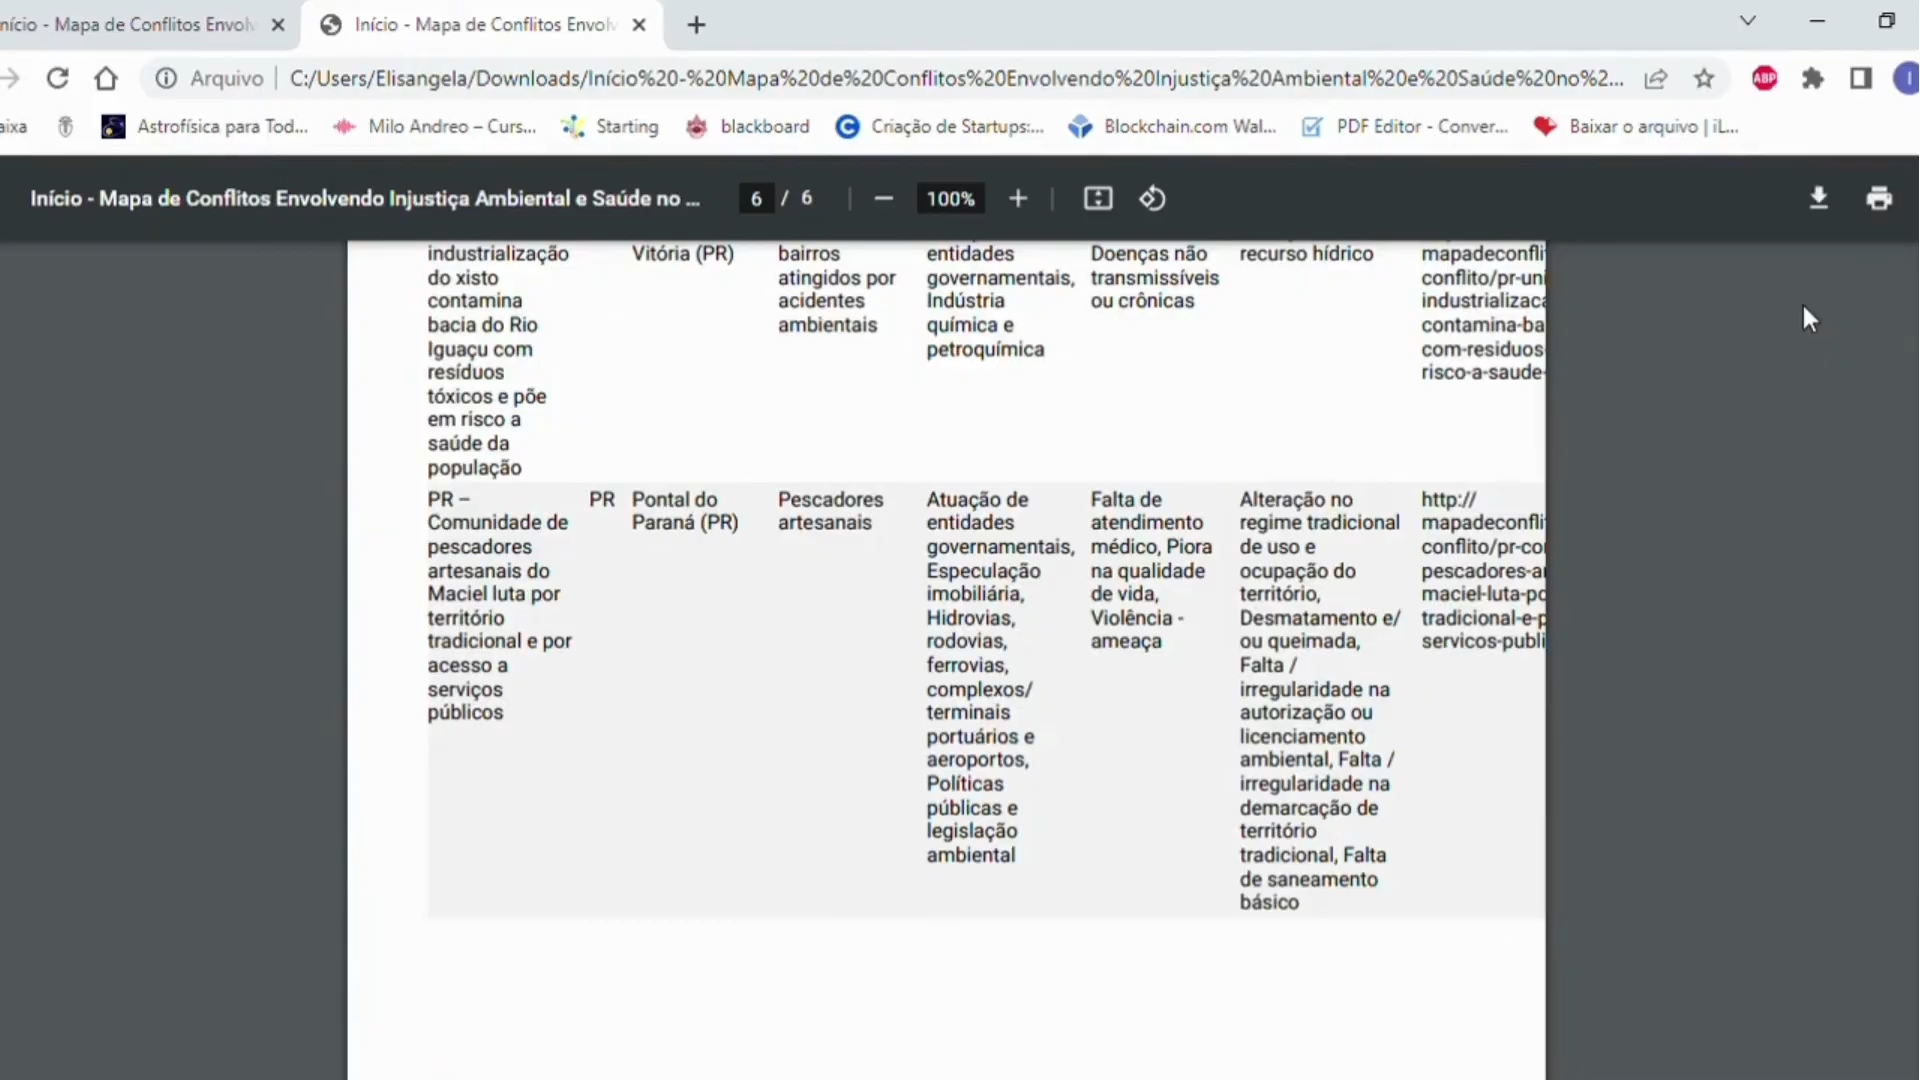 nício - Mapa de Conflitos Envolv
Início - Mapa de Conflitos Envol
Arquivo
C:/Users/Elisangela/Downloads/Início%20-%20Mapa%20de%20Conflitos%20Envolvendo%20Injustiça%20Ambiental%20e%20Saúde%20no%2...
ABP
I
aixa
Astrofísica para Tod...
Milo Andreo – Curs...
Starting
blackboard
Criação de Startups:...
Blockchain.com Wal...
PDF Editor - Conver...
Baixar o arquivo | iL...
Início - Mapa de Conflitos Envolvendo Injustiça Ambiental e Saúde no ...
6 / 6
100%
industrialização
do xisto
contamina
bacia do Rio
Iguaçu com
resíduos
tóxicos e põe
em risco a
saúde da
população
Vitória (PR)
bairros
atingidos por
acidentes
ambientais
entidades
governamentais,
Indústria
química e
petroquímica
Doenças não
transmissíveis
ou crônicas
recurso hídrico
mapadeconfli
conflito/pr-uni
industrializaca
contamina-ba
com-residuos-
risco-a-saude-
PR –
Comunidade de
pescadores
artesanais do
Maciel luta por
território
tradicional e por
acesso a
serviços
públicos
PR
Pontal do
Paraná (PR)
Pescadores
artesanais
Atuação de
entidades
governamentais,
Especulação
imobiliária,
Hidrovias,
rodovias,
ferrovias,
complexos/
terminais
portuários e
aeroportos,
Políticas
públicas e
legislação
ambiental
Falta de
atendimento
médico, Piora
na qualidade
de vida,
Violência -
ameaça
Alteração no
regime tradicional
de uso e
ocupação do
território,
Desmatamento e/
ou queimada,
Falta /
irregularidade na
autorização ou
licenciamento
ambiental, Falta /
irregularidade na
demarcação de
território
tradicional, Falta
de saneamento
básico
http://
mapadeconfli
conflito/pr-co
pescadores-a
maciel-luta-po
tradicional-e-p
servicos-publi